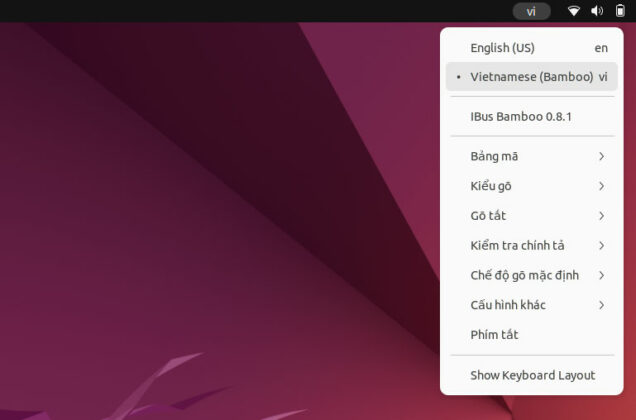 vi
English (US) en
• Vietnamese (Bamboo) vi
IBus Bamboo 0.8.1
Bảng mã
Kiểu gõ
Gõ tắt
Kiểm tra chính tả
Chế độ gõ mặc định
Cấu hình khác
Phím tắt
Show Keyboard Layout